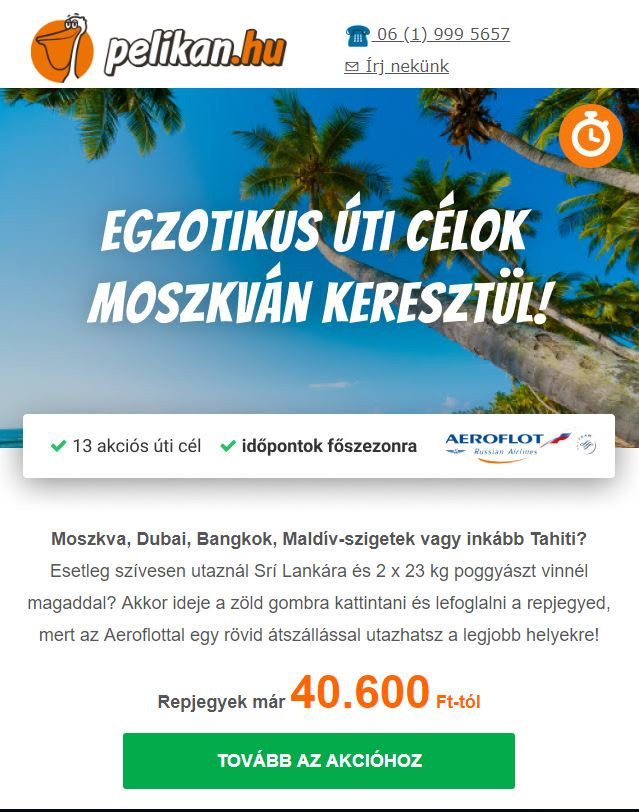 pelikan.hu
06 (1) 999 5657
Írj nekünk
EGZOTIKUS ÚTI CÉLOK
MOSZKVÁN KERESZTÜL!
13 akciós úti cél
időpontok főszezonra
AEROFLOT
Russian Airlines
Moszkva, Dubai, Bangkok, Maldív-szigetek vagy inkább Tahiti?
Esetleg szívesen utaznál Srí Lankára és 2 x 23 kg poggyászt vinnél
magaddal? Akkor ideje a zöld gombra kattintani és lefoglalni a repjegyed,
mert az Aeroflottal egy rövid átszállással utazhatsz a legjobb helyekre!
Repjegyek már 40.600 Ft-tól
TOVÁBB AZ AKCIÓHOZ